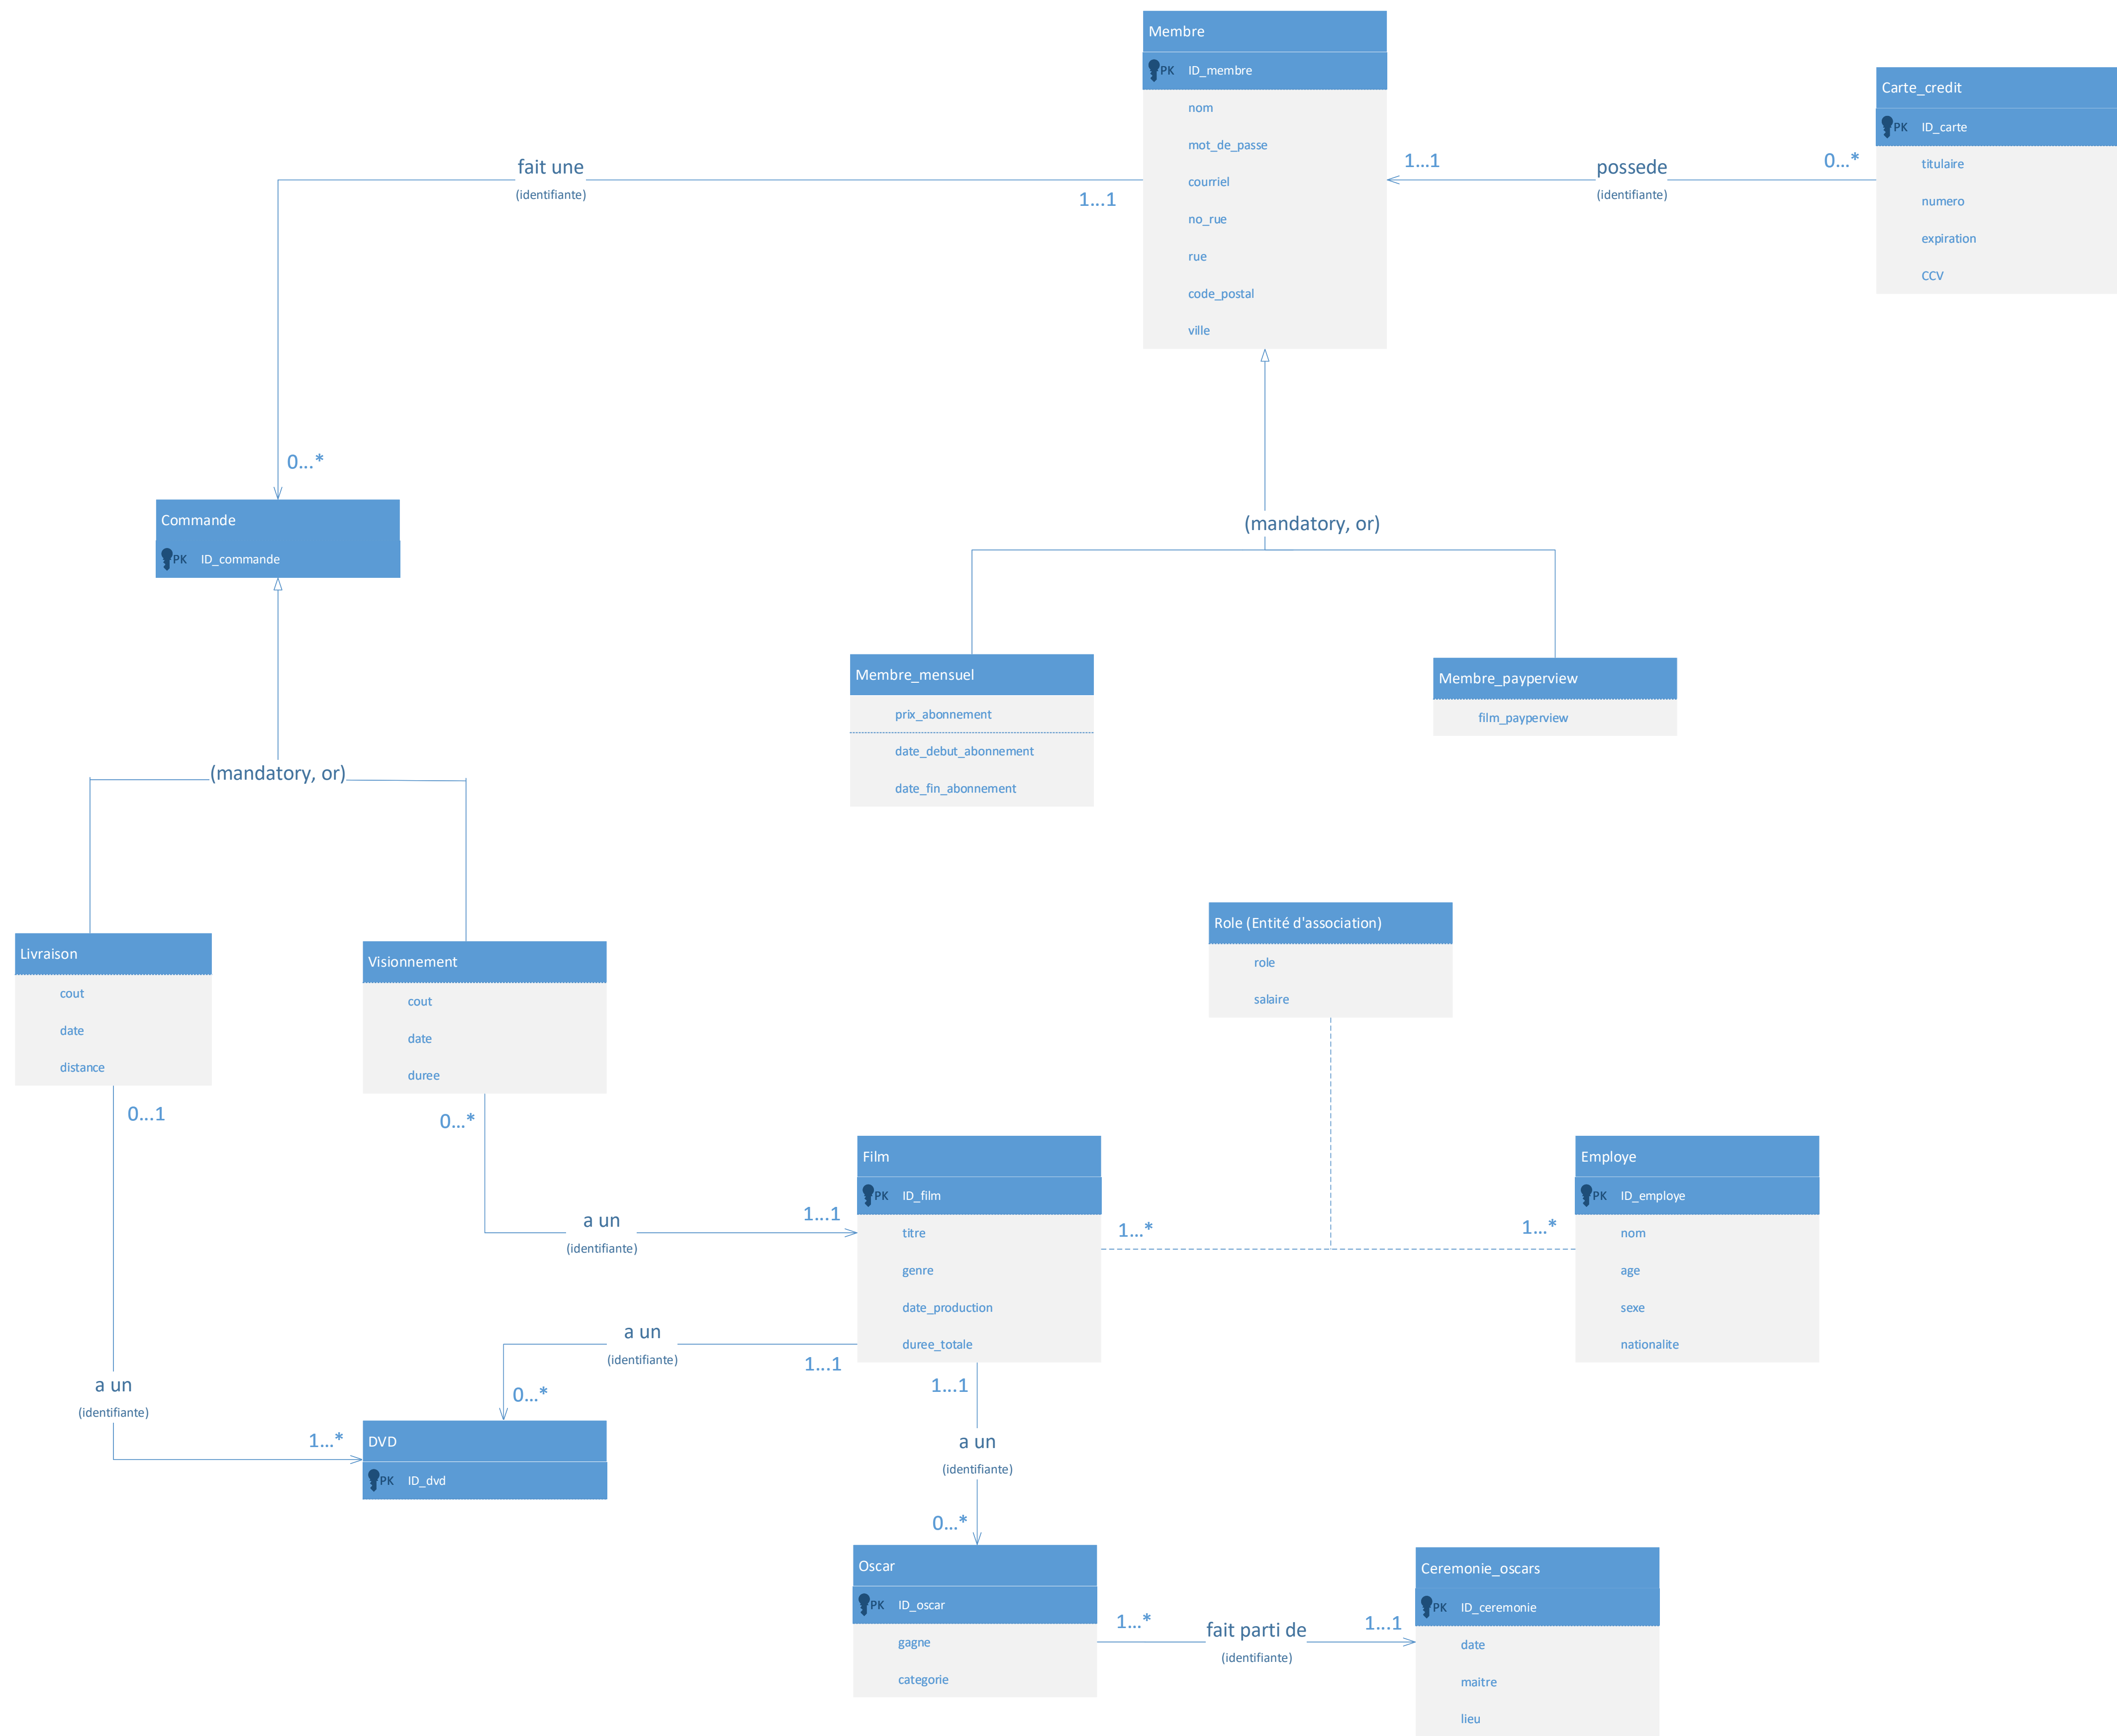 Membre
PK ID_membre
nom
mot_de_passe
courriel
no_rue
rue
code_postal
ville
Carte_credit
PK ID_carte
titulaire
numero
expiration
CCV
1...1
possede
(identifiante)
0...*
fait une
(identifiante)
1...1
0...*
Commande
PK ID_commande
(mandatory, or)
Membre_mensuel
prix_abonnement
date_debut_abonnement
date_fin_abonnement
Membre_payperview
film_payperview
(mandatory, or)
Livraison
cout
date
distance
Visionnement
cout
date
duree
Role (Entité d'association)
role
salaire
0...1
0...*
a un
(identifiante)
1...1
Film
PK ID_film
titre
genre
date_production
duree_totale
1...*
1...*
Employe
PK ID_employe
nom
age
sexe
nationalite
a un
(identifiante)
1...1
0...*
a un
(identifiante)
1...*
DVD
PK ID_dvd
1...1
a un
(identifiante)
0...*
Oscar
PK ID_oscar
gagne
categorie
1...*
fait parti de
(identifiante)
1...1
Ceremonie_oscars
PK ID_ceremonie
date
maitre
lieu